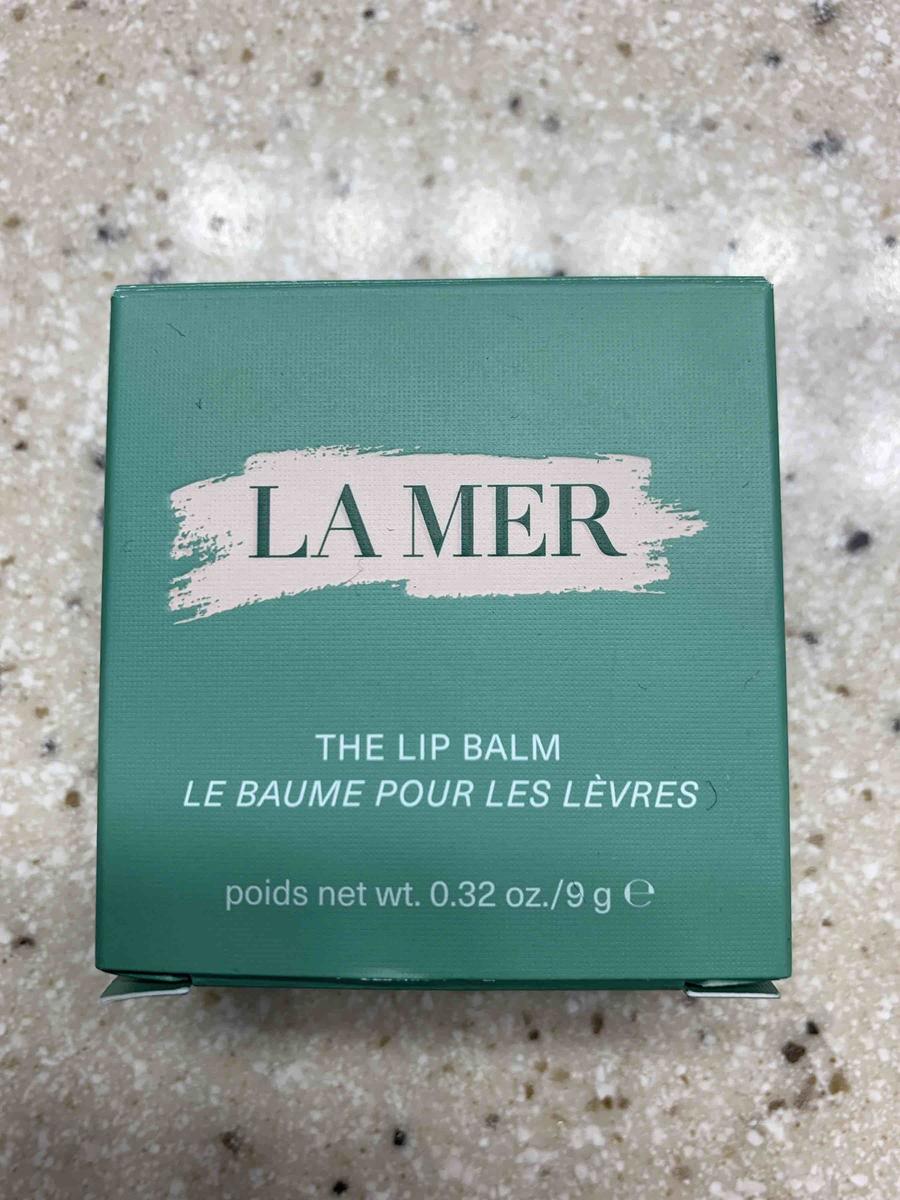 LA MER
THE LIP BALM
LE BAUME POUR LES LÈVRES
poids net wt. 0.32 oz./9 g ℮